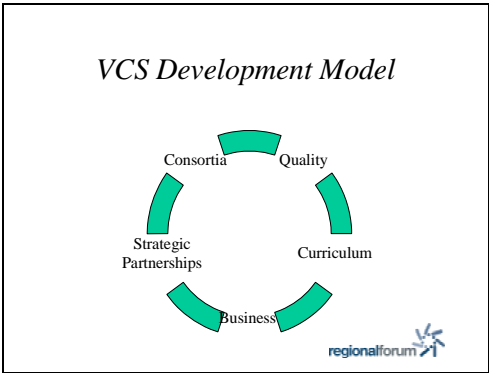 VCS Development Model
Consortia
Quality
Strategic
Partnerships
Curriculum
Business
regionalforum